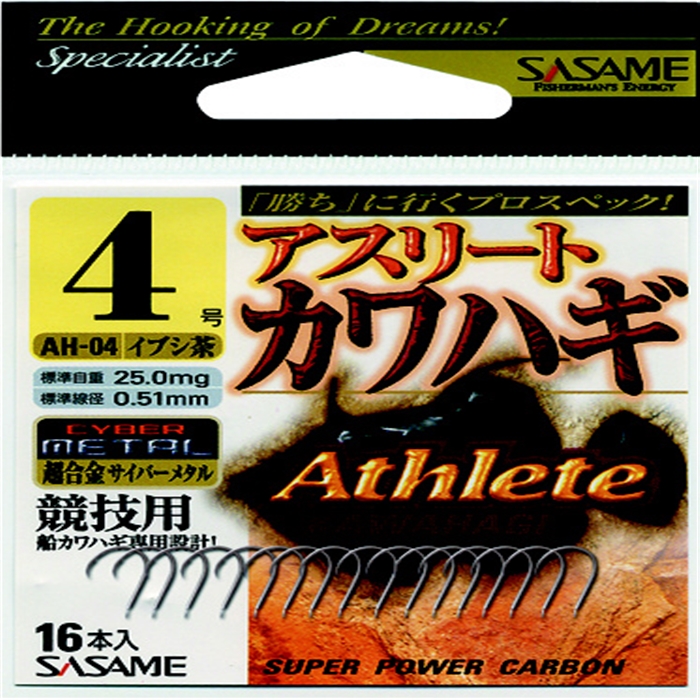 The Hooking of Dreams!
Specialist
SASAME
FISHERMAN'S ENERGY
「勝ち」に行くプロスペック!
4号
アスリート
カワハギ
AH-04 イブシ茶
標準自重 25.0mg
標準線径 0.51mm
CYBER
METAL
超合金サイバーメタル
Athlete
KAWAHAGI
競技用
船カワハギ専用設計!
16本入
SASAME
SUPER POWER CARBON